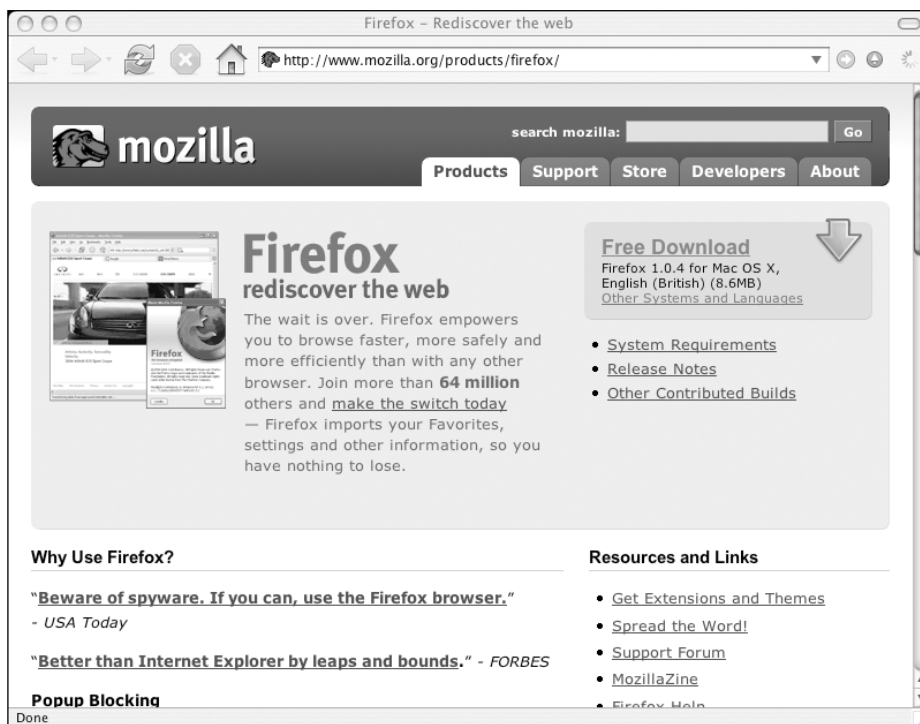 Firefox – Rediscover the web
http://www.mozilla.org/products/firefox/
mozilla
search mozilla:
Go
Products
Support
Store
Developers
About
Firefox
rediscover the web
The wait is over. Firefox empowers
you to browse faster, more safely and
more efficiently than with any other
browser. Join more than 64 million
others and make the switch today
— Firefox imports your Favorites,
settings and other information, so you
have nothing to lose.
Free Download
Firefox 1.0.4 for Mac OS X,
English (British) (8.6MB)
Other Systems and Languages
• System Requirements
• Release Notes
• Other Contributed Builds
Why Use Firefox?
“Beware of spyware. If you can, use the Firefox browser.”
- USA Today
“Better than Internet Explorer by leaps and bounds.” - FORBES
Popup Blocking
Resources and Links
• Get Extensions and Themes
• Spread the Word!
• Support Forum
• MozillaZine
• Firefox Help
Done